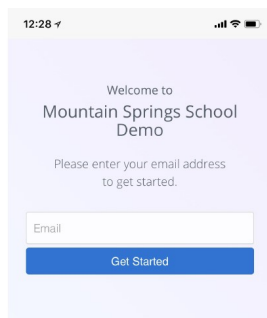 12:28
Welcome to
Mountain Springs School
Demo
Please enter your email address
to get started.
Email
Get Started